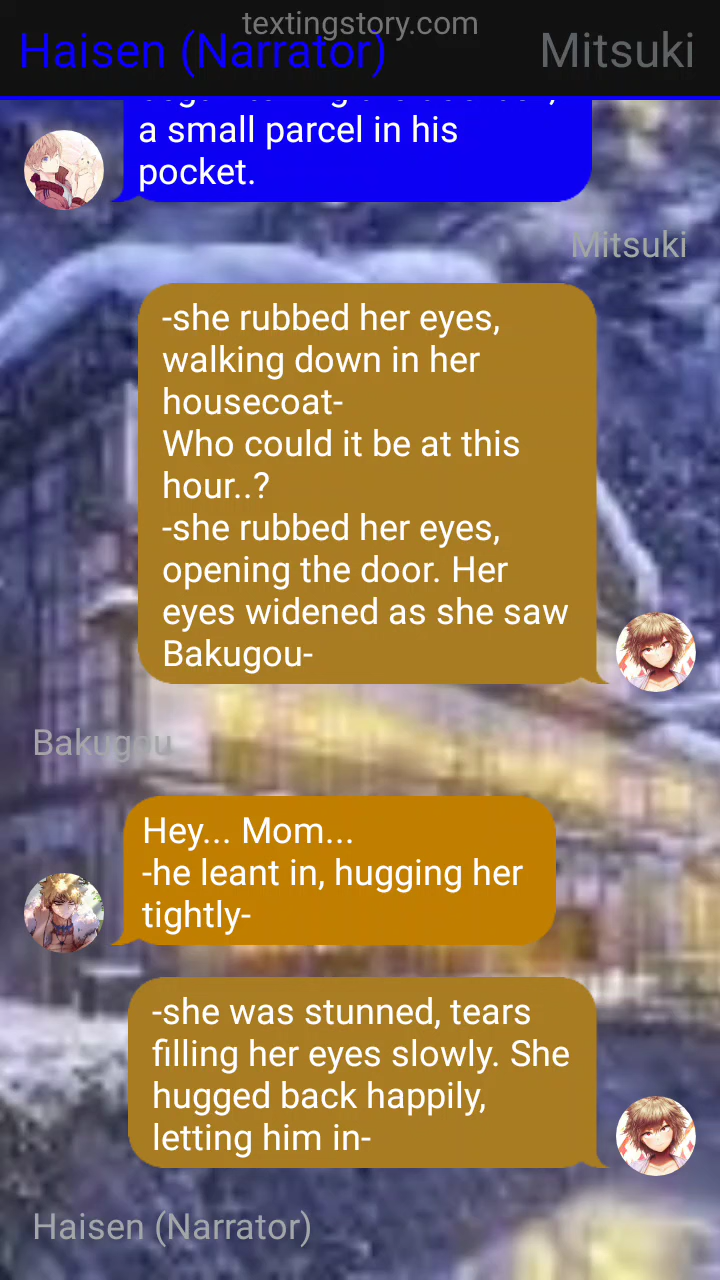 textingstory.com
Haisen (Narrator)
Mitsuki
a small parcel in his
pocket.
Mitsuki
-she rubbed her eyes,
walking down in her
housecoat-
Who could it be at this
hour..?
-she rubbed her eyes,
opening the door. Her
eyes widened as she saw
Bakugou-
Bakugou
Hey... Mom...
-he leant in, hugging her
tightly-
-she was stunned, tears
filling her eyes slowly. She
hugged back happily,
letting him in-
Haisen (Narrator)